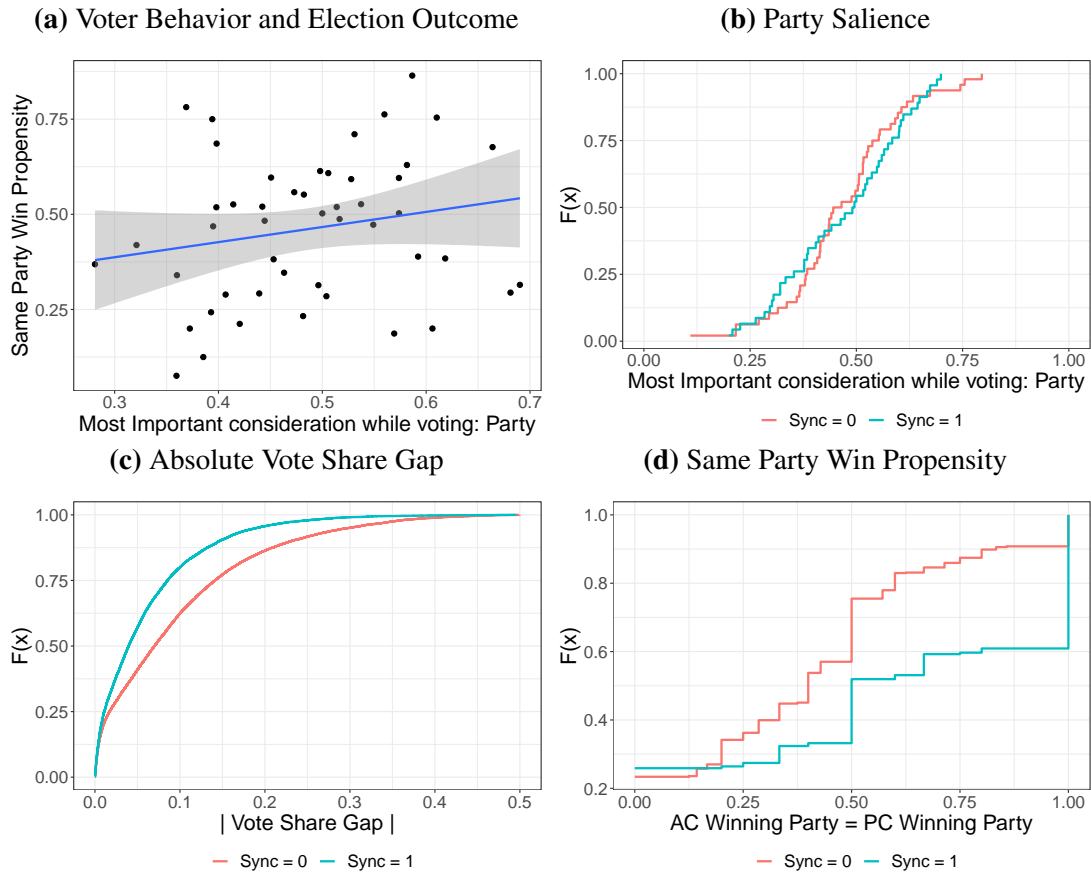 (a) Voter Behavior and Election Outcome
Same Party Win Propensity
0.75
0.50
0.25
0.3 0.4 0.5 0.6 0.7
Most Important consideration while voting: Party
(b) Party Salience
F(x)
1.00
0.75
0.50
0.25
0.00
0.00 0.25 0.50 0.75 1.00
Most Important consideration while voting: Party
Sync = 0 Sync = 1
(c) Absolute Vote Share Gap
F(x)
1.00
0.75
0.50
0.25
0.00
0.0 0.1 0.2 0.3 0.4 0.5
| Vote Share Gap |
Sync = 0 Sync = 1
(d) Same Party Win Propensity
F(x)
1.0
0.8
0.6
0.4
0.2
0.00 0.25 0.50 0.75 1.00
AC Winning Party = PC Winning Party
Sync = 0 Sync = 1